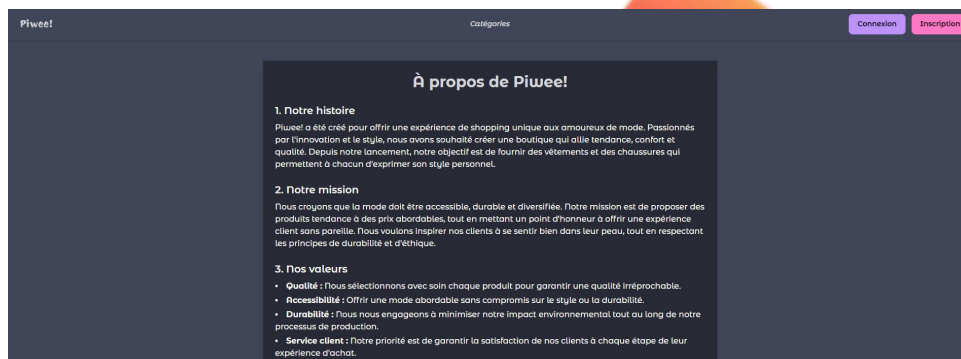 Piwee!
Catégories
Connexion
Inscription
À propos de Piwee!
1. Notre histoire
Piwee! a été créé pour offrir une expérience de shopping unique aux amoureux de mode. Passionnés
par l'innovation et le style, nous avons souhaité créer une boutique qui allie tendance, confort et
qualité. Depuis notre lancement, notre objectif est de fournir des vêtements et des chaussures qui
permettent à chacun d'exprimer son style personnel.
2. Notre mission
Nous croyons que la mode doit être accessible, durable et diversifiée. Notre mission est de proposer des
produits tendance à des prix abordables, tout en mettant un point d'honneur à offrir une expérience
client sans pareille. Nous voulons inspirer nos clients à se sentir bien dans leur peau, tout en respectant
les principes de durabilité et d'éthique.
3. Nos valeurs
• Qualité : Nous sélectionnons avec soin chaque produit pour garantir une qualité irréprochable.
• Accessibilité : Offrir une mode abordable sans compromis sur le style ou la durabilité.
• Durabilité : Nous nous engageons à minimiser notre impact environnemental tout au long de notre
processus de production.
• Service client : Notre priorité est de garantir la satisfaction de nos clients à chaque étape de leur
expérience d'achat.